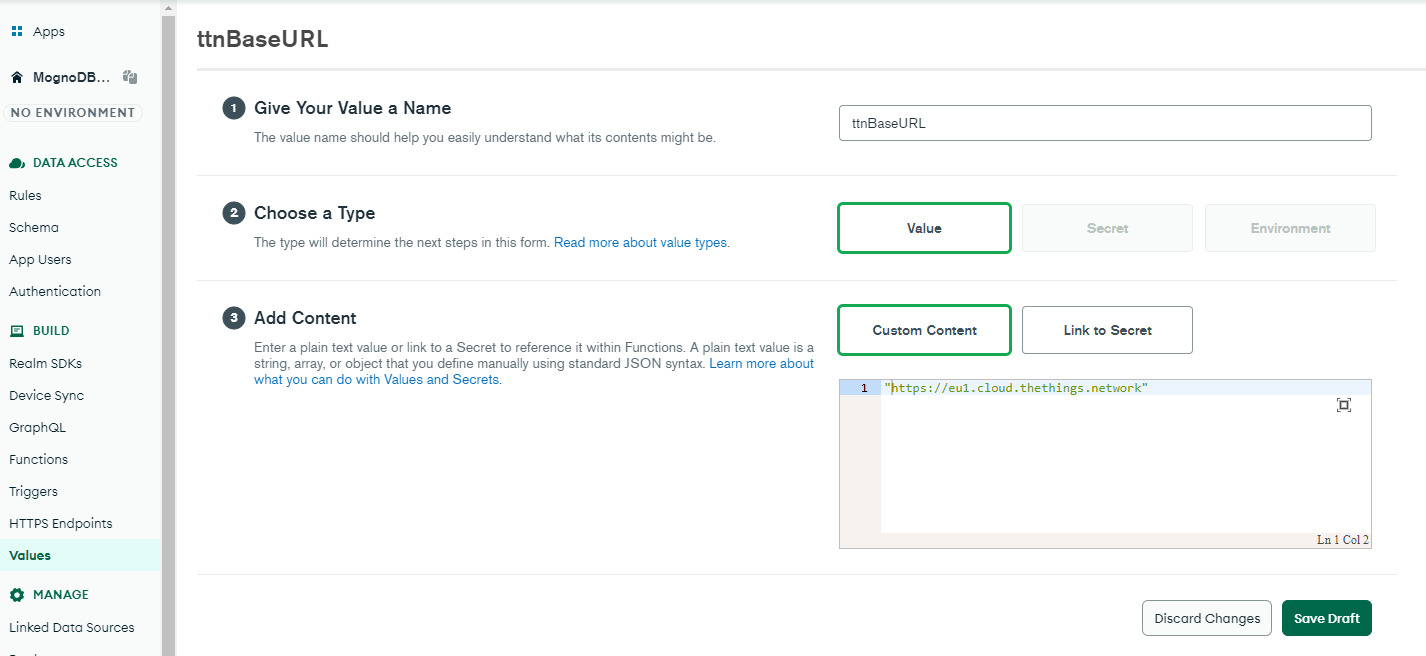 Apps
MognoDB...
NO ENVIRONMENT
DATA ACCESS
Rules
Schema
App Users
Authentication
BUILD
Realm SDKs
Device Sync
GraphQL
Functions
Triggers
HTTPS Endpoints
Values
MANAGE
Linked Data Sources
ttnBaseURL
1 Give Your Value a Name
The value name should help you easily understand what its contents might be.
ttnBaseURL
2 Choose a Type
The type will determine the next steps in this form. Read more about value types.
Value
Secret
Environment
3 Add Content
Enter a plain text value or link to a Secret to reference it within Functions. A plain text value is a
string, array, or object that you define manually using standard JSON syntax. Learn more about
what you can do with Values and Secrets.
Custom Content
Link to Secret
1 "https://eu1.cloud.thethings.network"
Ln 1 Col 2
Discard Changes
Save Draft